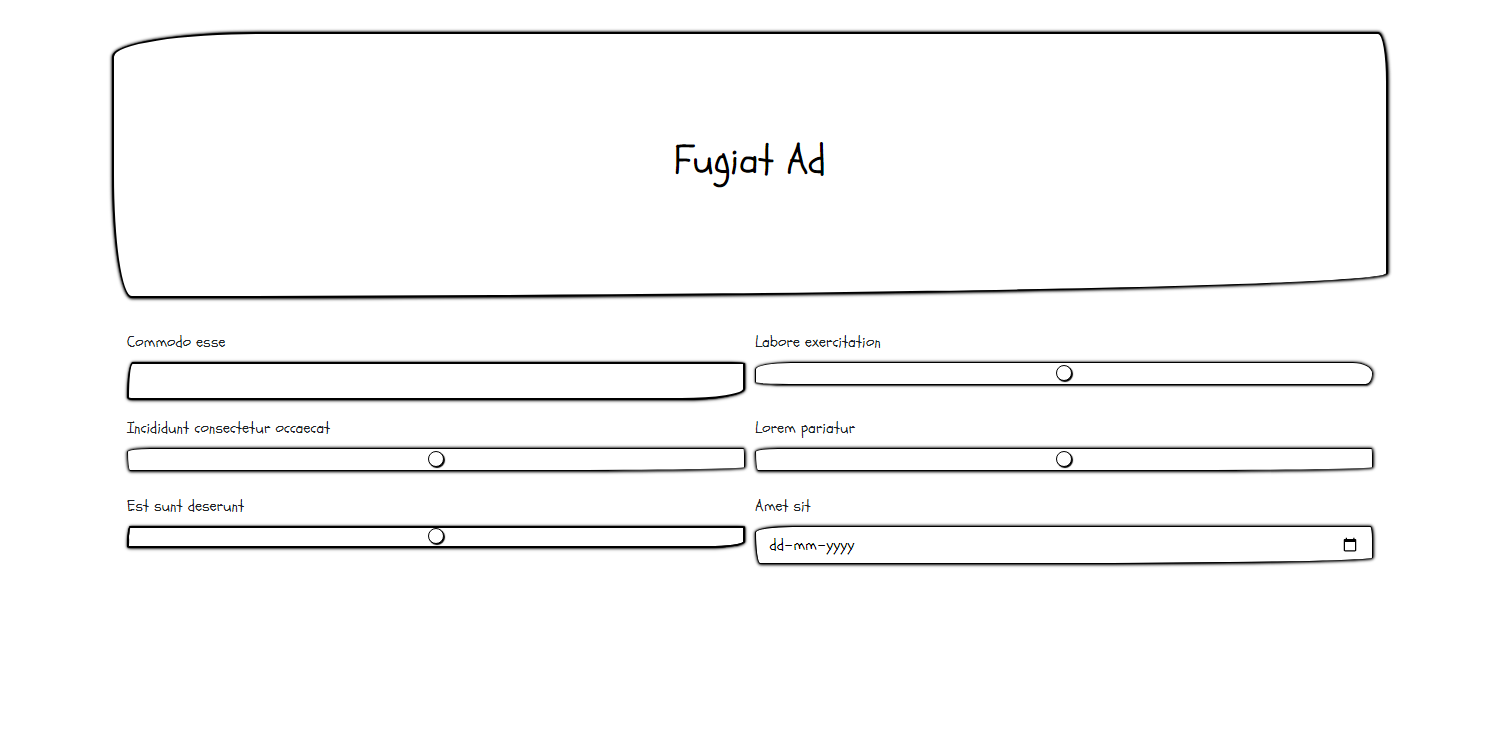 Fugiat Ad
Commodo esse
Labore exercitation
Incididunt consectetur occaecat
Lorem pariatur
Est sunt deserunt
Amet sit
dd-mm-yyyy